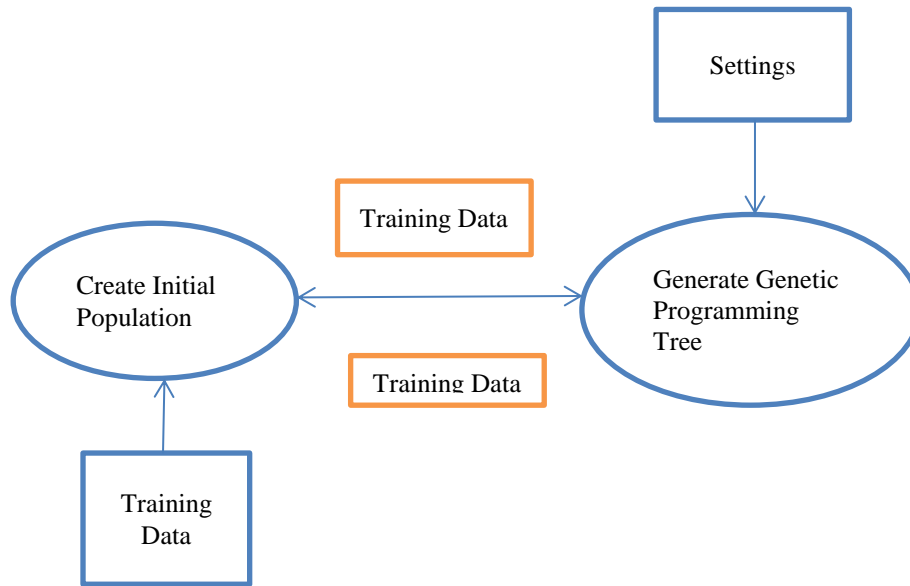 Settings
Training Data
Create Initial
Population
Generate Genetic
Programming
Tree
Training Data
Training
Data